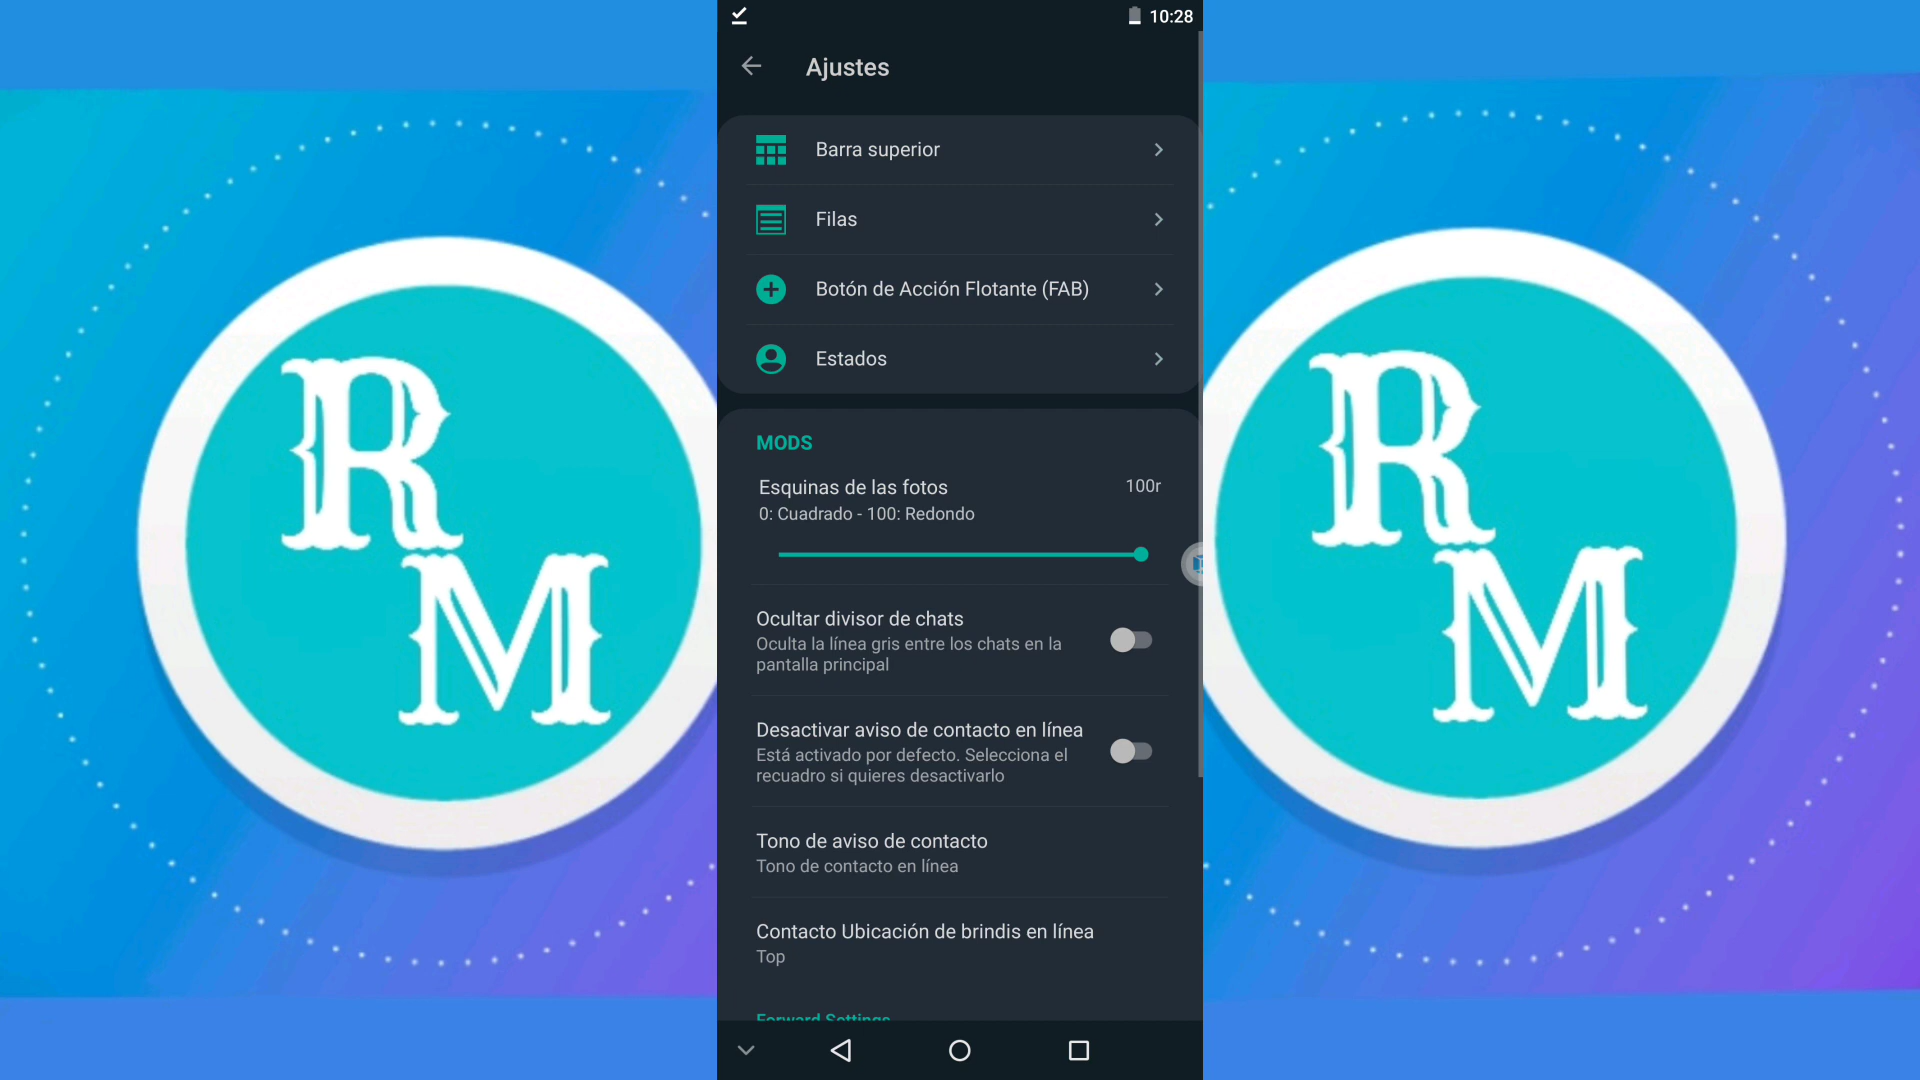 10:28
Ajustes
Barra superior
Filas
Botón de Acción Flotante (FAB)
Estados
MODS
Esquinas de las fotos
100r
0: Cuadrado - 100: Redondo
Ocultar divisor de chats
Oculta la línea gris entre los chats en la
pantalla principal
Desactivar aviso de contacto en línea
Está activado por defecto. Selecciona el
recuadro si quieres desactivarlo
Tono de aviso de contacto
Tono de contacto en línea
Contacto Ubicación de brindis en línea
Top
Forward Settings
R
M
R
M